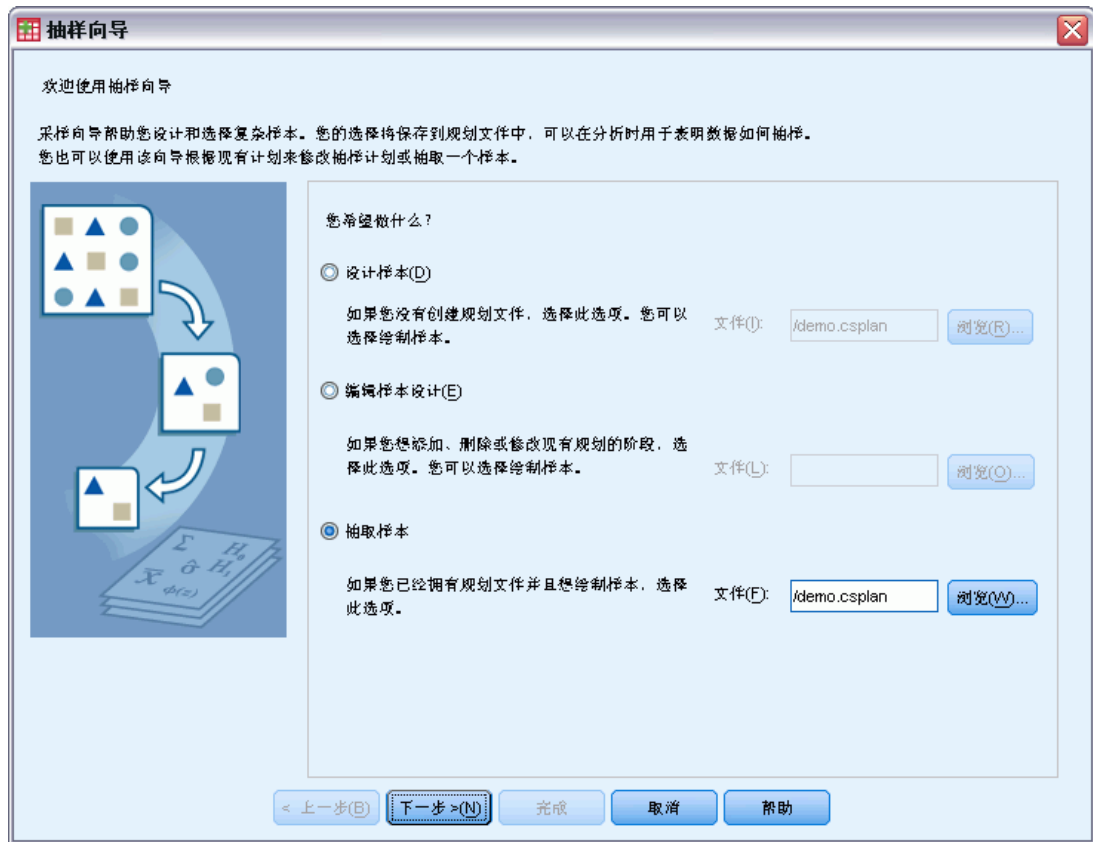 抽样向导
欢迎使用抽样向导
采样向导帮助您设计和选择复杂样本。您的选择将保存到规划文件中，可以在分析时用于表明数据如何抽样。
您也可以使用该向导根据现有计划来修改抽样计划或抽取一个样本。
您希望做什么?
设计样本(D)
如果您没有创建规划文件，选择此选项。您可以
选择绘制样本。
文件(I):
/demo.csplan
浏览(R)...
编辑样本设计(E)
如果您想添加、删除或修改现有规划的阶段，选
择此选项。您可以选择绘制样本。
文件(L):
浏览(O)...
抽取样本
如果您已经拥有规划文件并且想绘制样本，选择
此选项。
文件(F):
/demo.csplan
浏览(W)...
Σ H₀
X̄ σ̂ H₁
ϕ(z)
< 上一步(B)
下一步 >(N)
完成
取消
帮助